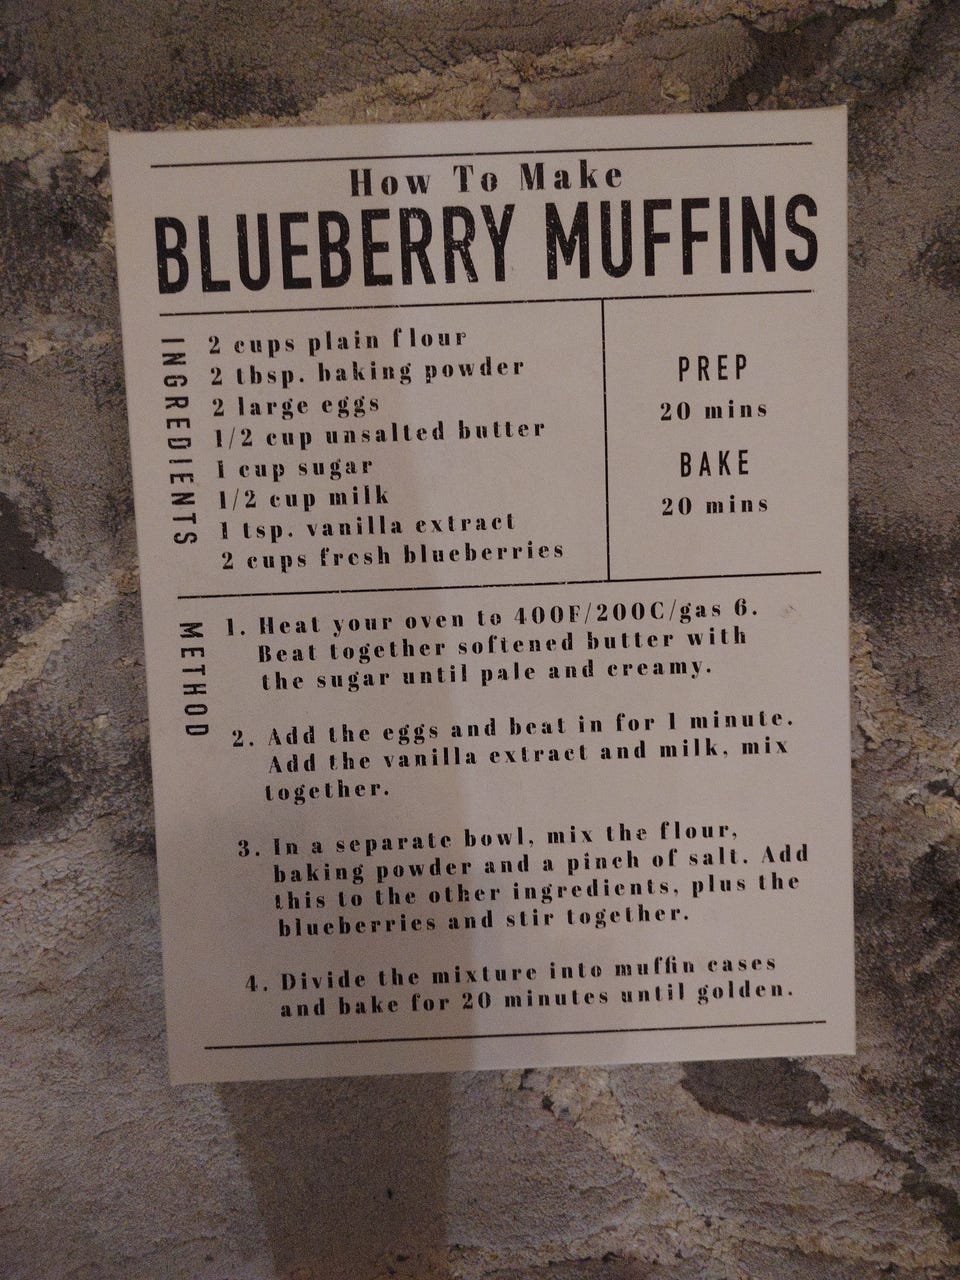 How To Make
BLUEBERRY MUFFINS
INGREDIENTS
2 cups plain flour
2 tbsp. baking powder
2 large eggs
1/2 cup unsalted butter
1 cup sugar
1/2 cup milk
1 tsp. vanilla extract
2 cups fresh blueberries
PREP
20 mins
BAKE
20 mins
METHOD
1. Heat your oven to 400F/200C/gas 6.
Beat together softened butter with
the sugar until pale and creamy.
2. Add the eggs and beat in for 1 minute.
Add the vanilla extract and milk, mix
together.
3. In a separate bowl, mix the flour,
baking powder and a pinch of salt. Add
this to the other ingredients, plus the
blueberries and stir together.
4. Divide the mixture into muffin cases
and bake for 20 minutes until golden.